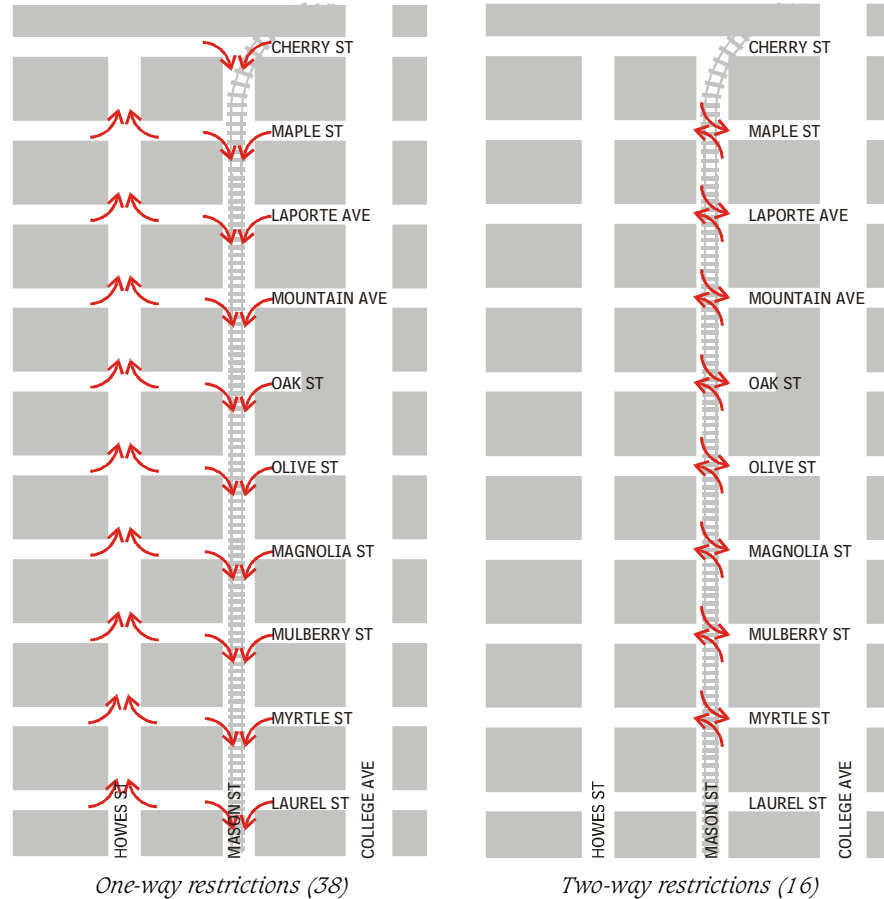 CHERRY ST
MAPLE ST
LAPORTE AVE
MOUNTAIN AVE
OAK ST
OLIVE ST
MAGNOLIA ST
MULBERRY ST
MYRTLE ST
LAUREL ST
HOWES ST
MASON ST
COLLEGE AVE
One-way restrictions (38)
CHERRY ST
MAPLE ST
LAPORTE AVE
MOUNTAIN AVE
OAK ST
OLIVE ST
MAGNOLIA ST
MULBERRY ST
MYRTLE ST
LAUREL ST
HOWES ST
MASON ST
COLLEGE AVE
Two-way restrictions (16)